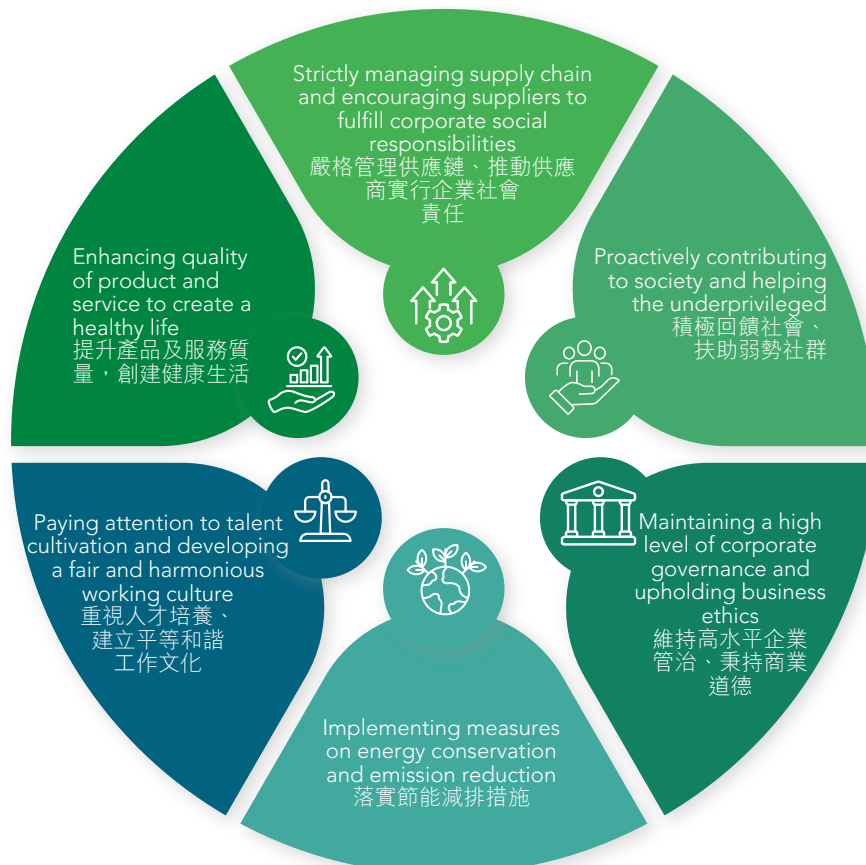 Strictly managing supply chain
and encouraging suppliers to
fulfill corporate social
responsibilities
嚴格管理供應鏈、推動供應
商實行企業社會
責任
Proactively contributing
to society and helping
the underprivileged
積極回饋社會、
扶助弱勢社群
Maintaining a high
level of corporate
governance and
upholding business
ethics
維持高水平企業
管治、秉持商業
道德
Implementing measures
on energy conservation
and emission reduction
落實節能減排措施
Paying attention to talent
cultivation and developing
a fair and harmonious
working culture
重視人才培養、
建立平等和諧
工作文化
Enhancing quality
of product and
service to create a
healthy life
提升產品及服務質
量，創建健康生活